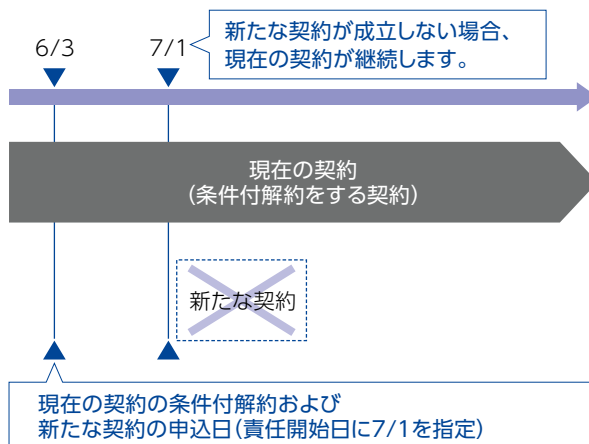 6/3
7/1
新たな契約が成立しない場合、
現在の契約が継続します。
現在の契約
(条件付解約をする契約)
新たな契約
現在の契約の条件付解約および
新たな契約の申込日(責任開始日に7/1を指定)